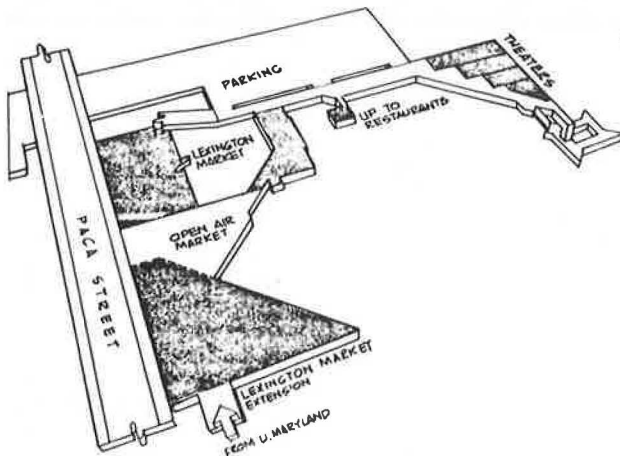 THEATERS
PARKING
UP TO
RESTAURANTS
LEXINGTON
MARKET
OPEN AIR
MARKET
PACA STREET
LEXINGTON MARKET
EXTENSION
FROM U. MARYLAND